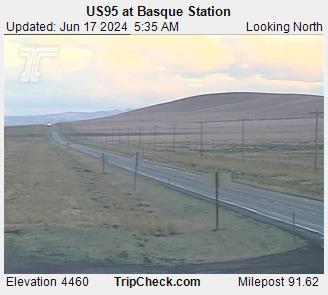 US95 at Basque Station
Updated: Jun 17 2024 5:35 AM Looking North
Elevation 4460 TripCheck.com Milepost 91.62